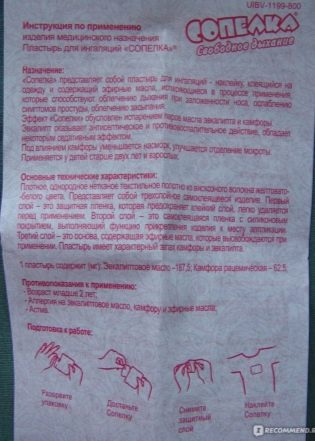 UIBV-1199-800
Инструкция по применению
изделия медицинского назначения
Пластырь для ингаляций «СОПЕЛКА»
СОПЕЛКА
Свободное дыхание
Назначение:
«Сопелка» представляет собой пластырь для ингаляций - наклейку, клеящийся на
одежду и содержащий эфирные масла, использующиеся в процессе применения,
которые способствуют облегчению дыхания при заложенности носа, ослаблению
симптомов простуды, облегчению засыпания.
Эффект «Сопелки» обусловлен испарением паров масла эвкалипта и камфоры.
Эвкалипт оказывает антисептическое и противовоспалительное действие, обладает
некоторым седативным эффектом.
Под влиянием камфоры уменьшается насморк, улучшается отделение мокроты.
Применяется у детей старше двух лет и взрослых.
Основные технические характеристики:
Плотное, однородное нетканое текстильное полотно из вискозного волокна желтовато-
-белого цвета. Представляет собой трехслойное самоклеящееся изделие. Первый
слой – это защитная пленка, которая предохраняет клейкий слой, легко удаляется
перед применением. Второй слой – это самоклеящаяся пленка с силиконовым
покрытием, выполняющий функцию прикрепления изделия к месту аппликации.
Третий слой – это основа, содержащая эфирные масла, которые высвобождаются при
применении. Пластырь имеет характерный запах камфоры и эвкалипта.
1 пластырь содержит (мг): Эвкалиптовое масло -187,5; Камфора рацемическая – 62,5.
Противопоказания к применению:
- Возраст младше 2 лет;
- Аллергия на эвкалиптовое масло, камфору и эфирные масла;
- Астма.
Подготовка к работе:
Разорвите упаковку
Достаньте Сопелку
Снимите защитный слой
Наклейте Сопелку
RECOMMEND.RU